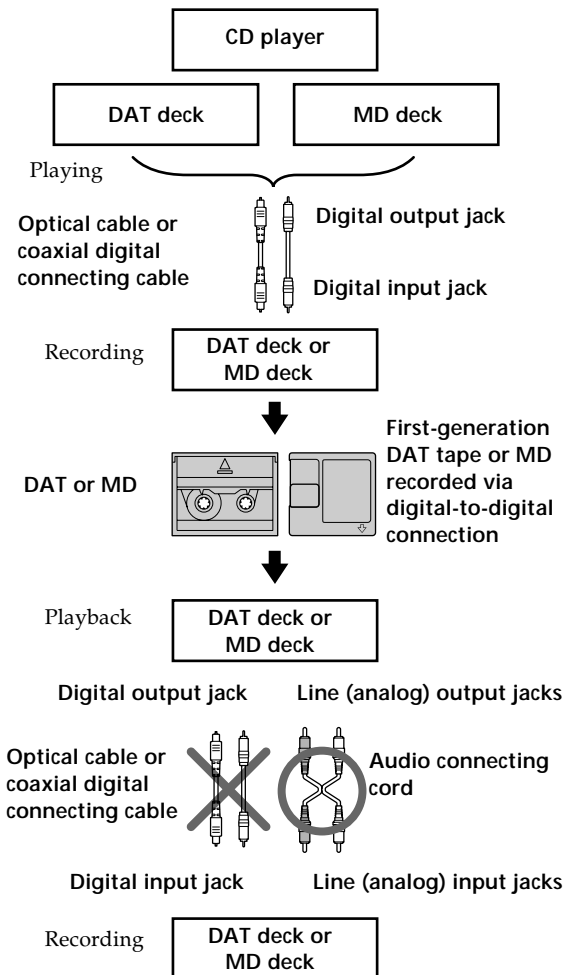 CD player
DAT deck
MD deck
Playing
Optical cable or
coaxial digital
connecting cable
Digital output jack
Digital input jack
Recording
DAT deck or
MD deck
DAT or MD
First-generation
DAT tape or MD
recorded via
digital-to-digital
connection
Playback
DAT deck or
MD deck
Digital output jack
Line (analog) output jacks
Optical cable or
coaxial digital
connecting cable
Audio connecting
cord
Digital input jack
Line (analog) input jacks
Recording
DAT deck or
MD deck